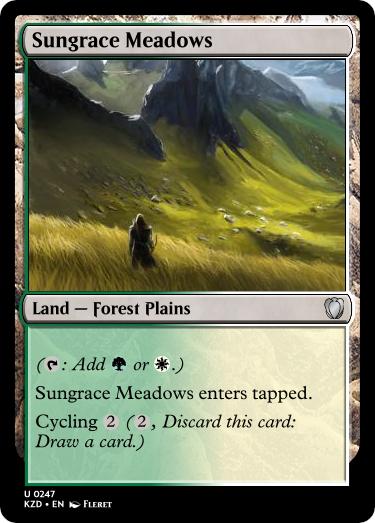 Sungrace Meadows
Land — Forest Plains
(T: Add G or W.)
Sungrace Meadows enters tapped.
Cycling 2 (2, Discard this card:
Draw a card.)
U 0247
KZD • EN Fleret